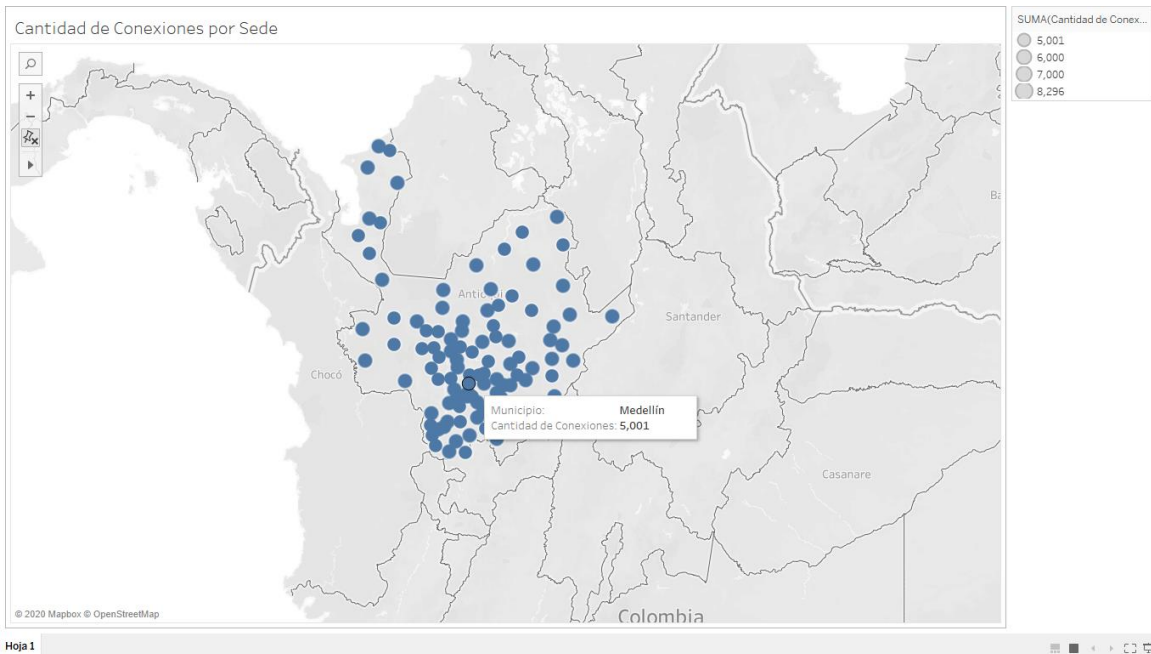 Cantidad de Conexiones por Sede
SUMA(Cantidad de Conex...
5,001
6,000
7,000
8,296
Santander
Chocó
Municipio: Medellín
Cantidad de Conexiones: 5,001
Casanare
Colombia
© 2020 Mapbox © OpenStreetMap
Hoja 1